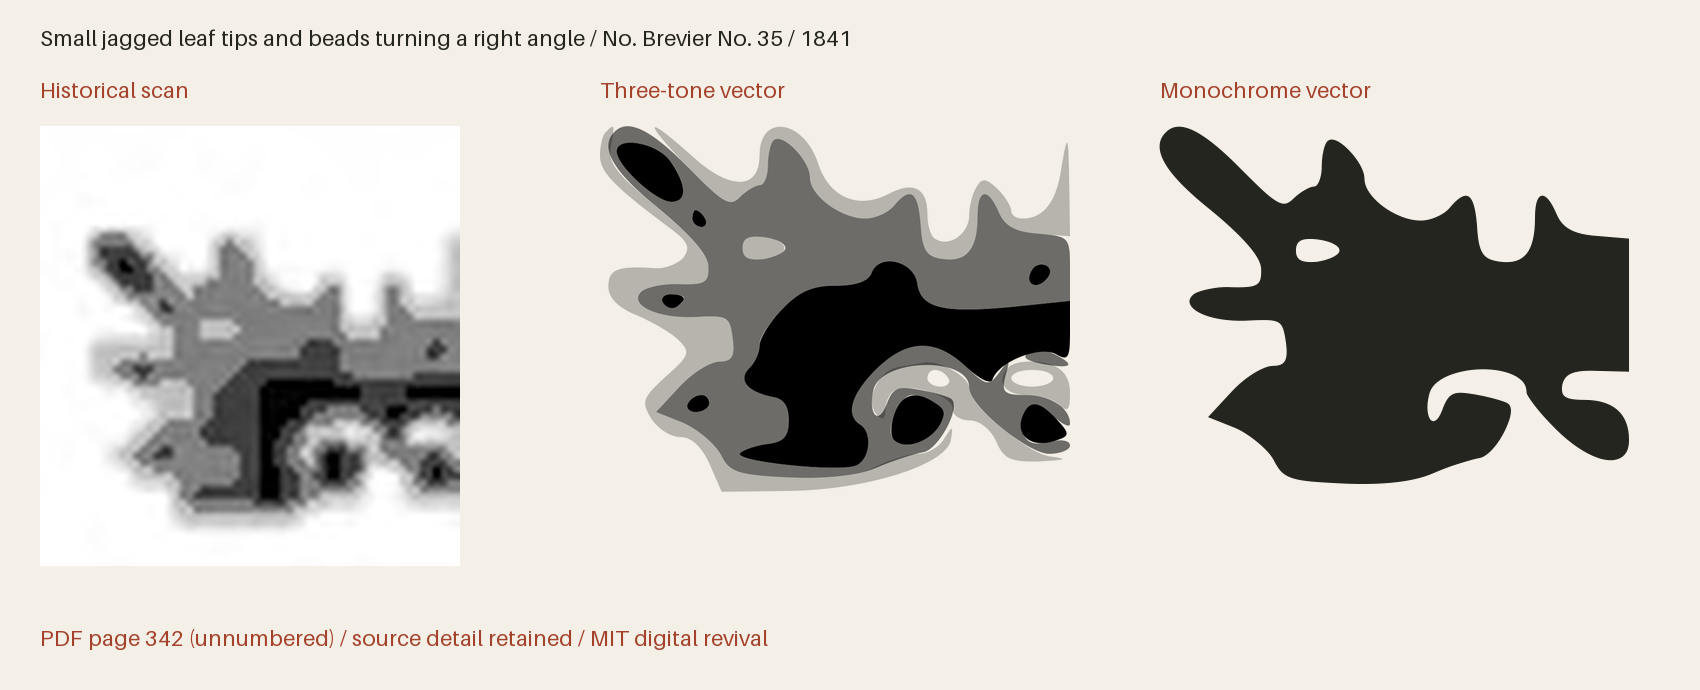 Small jagged leaf tips and beads turning a right angle / No. Brevier No. 35 / 1841
Historical scan
Three-tone vector
Monochrome vector
PDF page 342 (unnumbered) / source detail retained / MIT digital revival